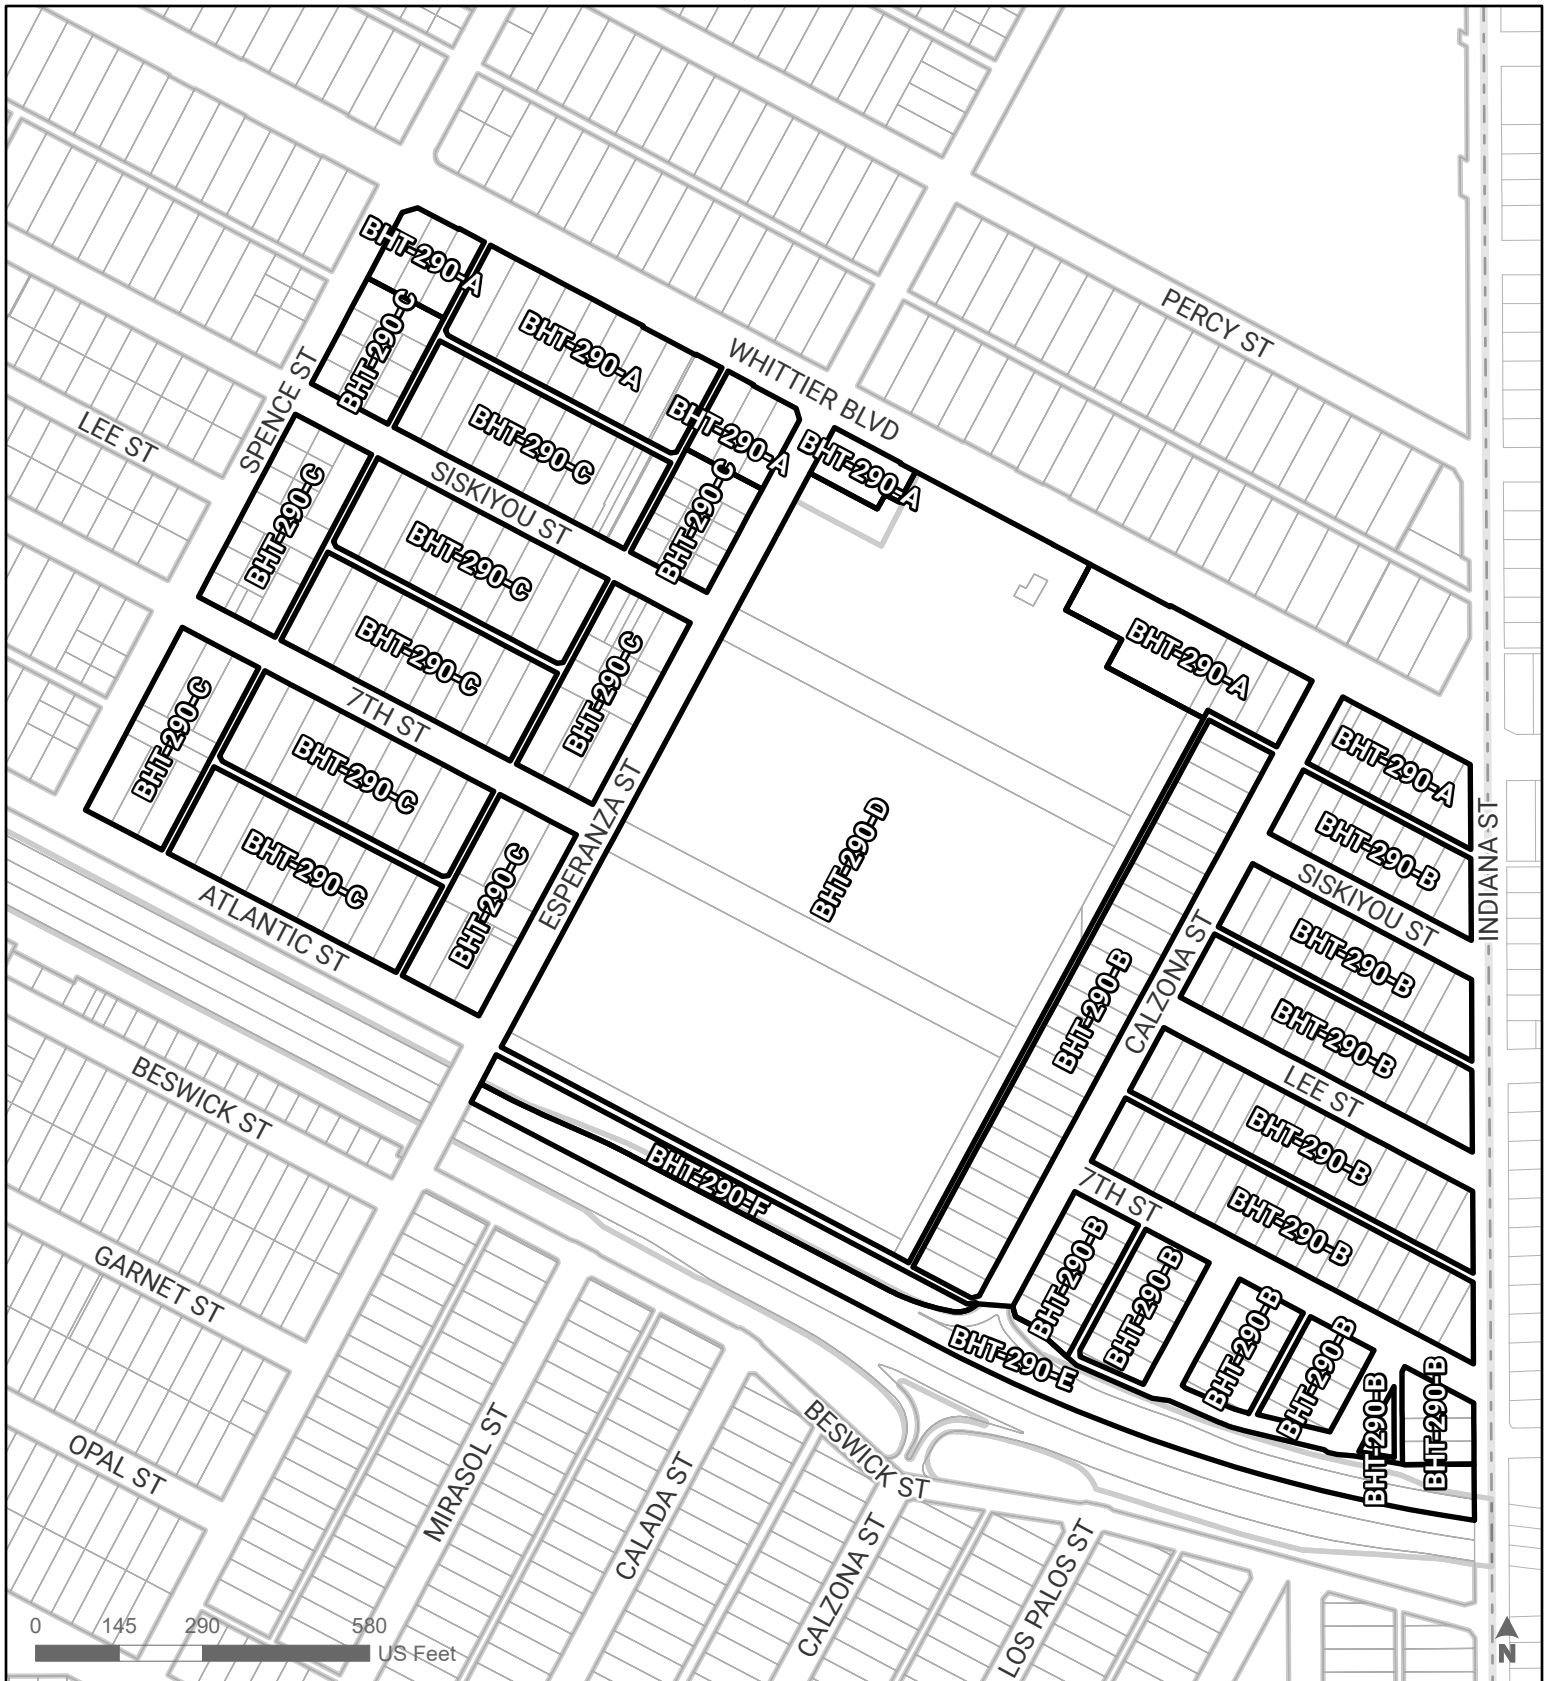 BHT-290-A
BHT-290-C
BHT-290-A
PERCY ST
WHITTIER BLVD
SPENCE ST
LEE ST
BHT-290-C
BHT-290-A
BHT-290-A
BHT-290-C
SISKIYOU ST
BHT-290-C
BHT-290-C
BHT-290-C
BHT-290-C
BHT-290-A
7TH ST
BHT-290-C
BHT-290-C
BHT-290-A
BHT-290-C
ESPERANZA ST
BHT-290-D
BHT-290-B
INDIANA ST
BHT-290-C
BHT-290-C
SISKIYOU ST
ATLANTIC ST
BHT-290-B
BHT-290-B
CALZONA ST
BHT-290-B
LEE ST
BESWICK ST
BHT-290-B
BHT-290-F
7TH ST
BHT-290-B
GARNET ST
BHT-290-B
BHT-290-B
BHT-290-B
BHT-290-B
BHT-290-E
BHT-290-B
BHT-290-B
BESWICK ST
OPAL ST
MIRASOL ST
CALADA ST
CALZONA ST
LOS PALOS ST
0 145 290 580
US Feet
N